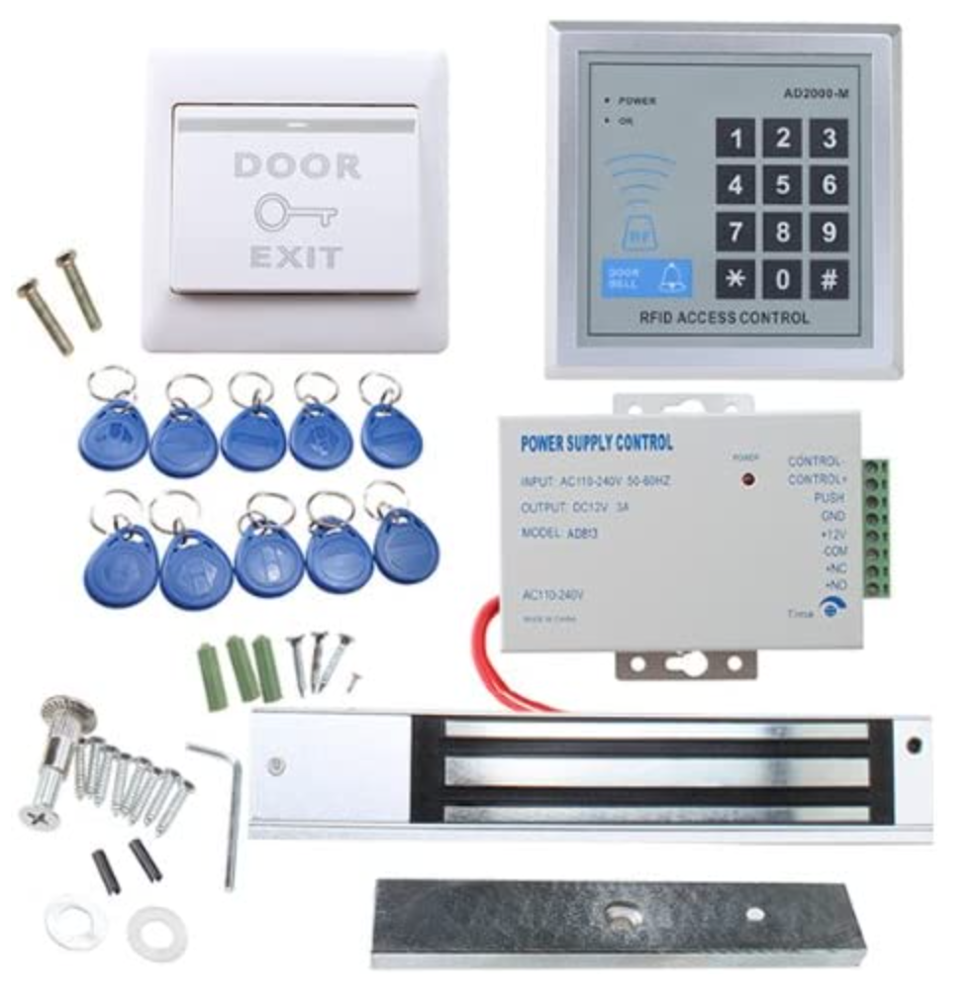 DOOR
EXIT
AD2000-M
POWER
OK
1 2 3
4 5 6
7 8 9
* 0 #
RF
DOOR
BELL
RFID ACCESS CONTROL
POWER SUPPLY CONTROL
INPUT: AC110-240V 50-60HZ
OUTPUT: DC12V 3A
MODEL: AD813
AC110-240V
MADE IN CHINA
POWER
CONTROL-
CONTROL+
PUSH
GND
+12V
-COM
+NC
+NO
Time